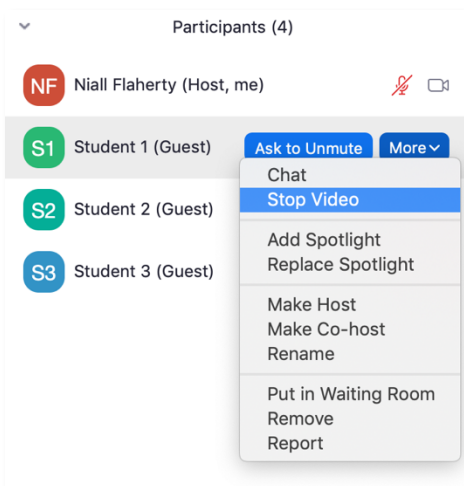 Participants (4)
NF Niall Flaherty (Host, me)
S1 Student 1 (Guest) Ask to Unmute More
Chat
Stop Video
S2 Student 2 (Guest)
Add Spotlight
Replace Spotlight
S3 Student 3 (Guest)
Make Host
Make Co-host
Rename
Put in Waiting Room
Remove
Report